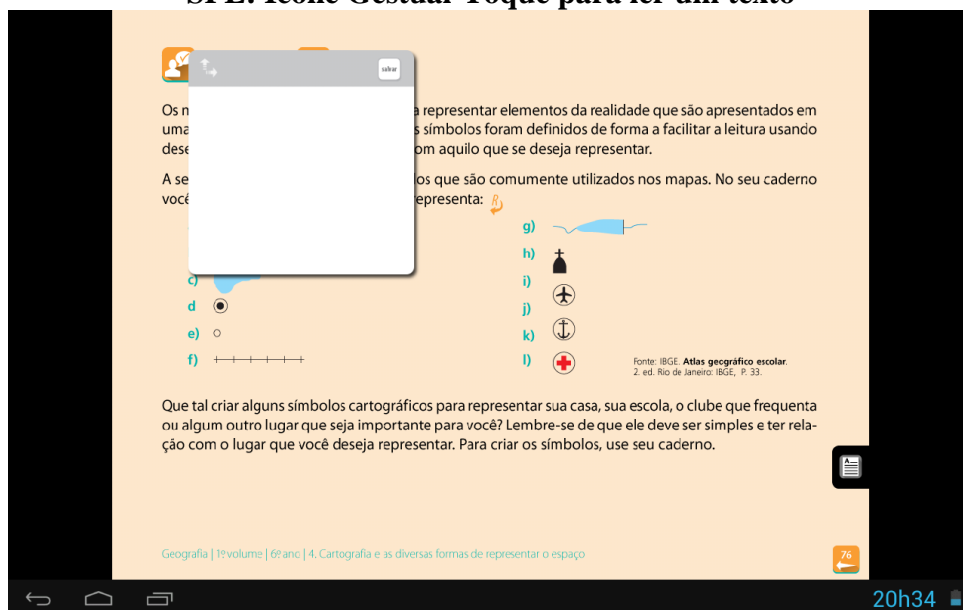 SPE: Ícone Gestual Toque para ler um texto
salvar
Os
a representar elementos da realidade que são apresentados em
uma
símbolos foram definidos de forma a facilitar a leitura usando
om aquilo que se deseja representar.
A
os que são comumente utilizados nos mapas. No seu caderno
você
epresenta: R
g)
h)
c)
i)
d
j)
e)
k)
f)
l)
Fonte: IBGE. Atlas geográfico escolar.
2. ed. Rio de Janeiro: IBGE, P. 33.
Que tal criar alguns símbolos cartográficos para representar sua casa, sua escola, o clube que frequenta
ou algum outro lugar que seja importante para você? Lembre-se de que ele deve ser simples e ter rela-
ção com o lugar que você deseja representar. Para criar os símbolos, use seu caderno.
Geografia | 1º volume | 6º ano | 4. Cartografia e as diversas formas de representar o espaço
76
20h34